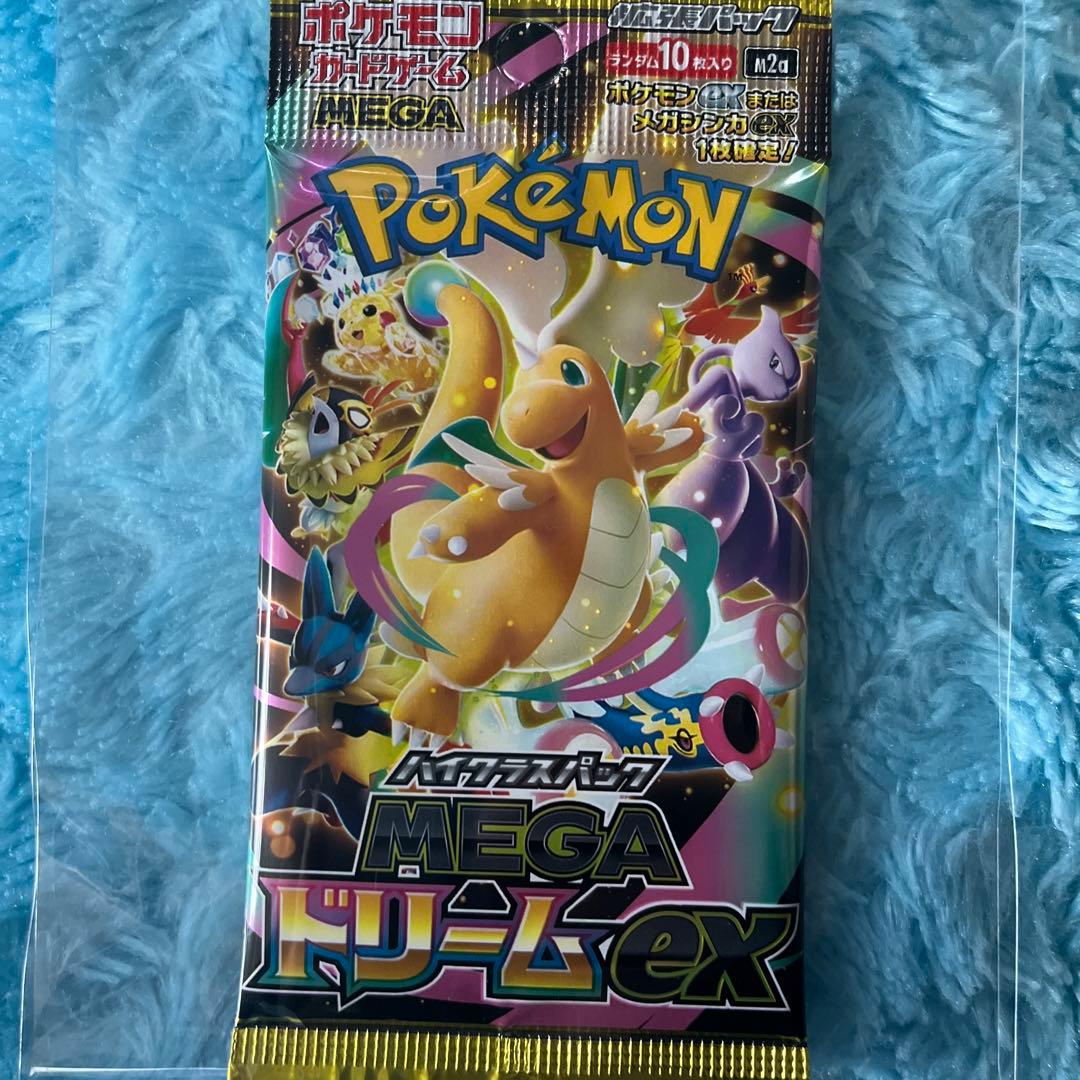 ポケモン
カードゲーム
MEGA
拡張パック
ランダム10枚入り
M2a
ポケモンexまたは
メガシンカex
1枚確定!
POKéMON
TM
ハイクラスパック
MEGA
ドリームex